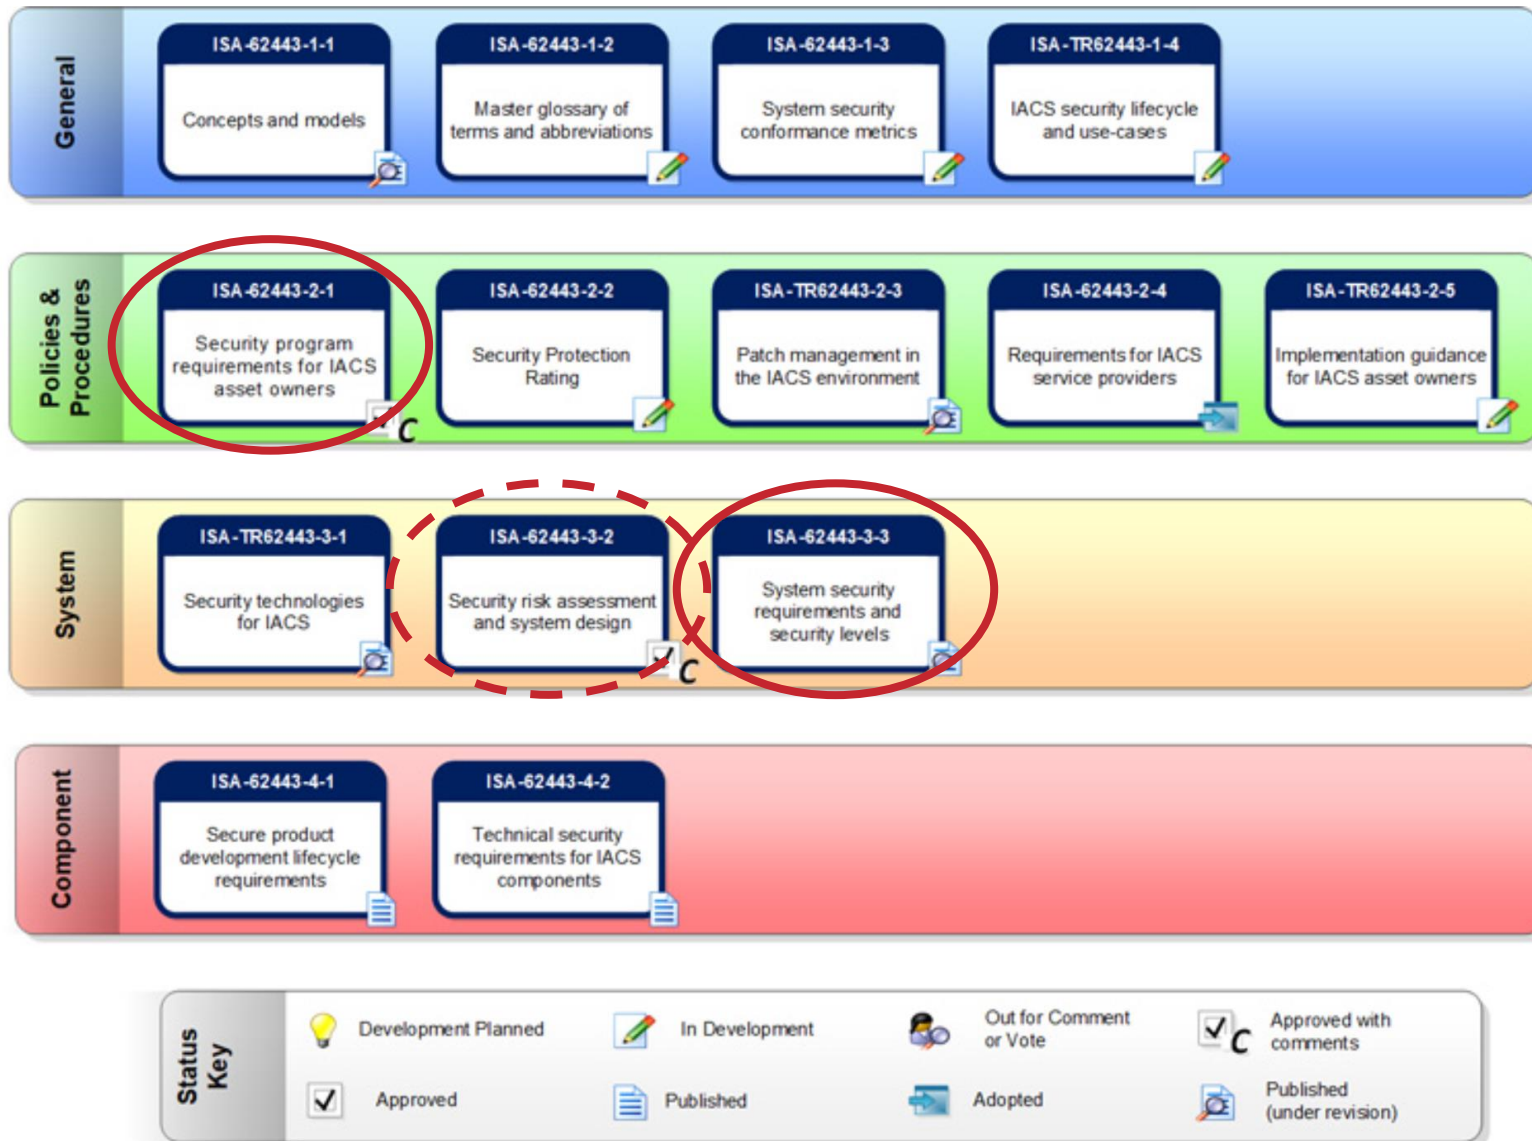 General
ISA-62443-1-1
Concepts and models
ISA-62443-1-2
Master glossary of
terms and abbreviations
ISA-62443-1-3
System security
conformance metrics
ISA-TR62443-1-4
IACS security lifecycle
and use-cases
Policies &
Procedures
ISA-62443-2-1
Security program
requirements for IACS
asset owners
C
ISA-62443-2-2
Security Protection
Rating
ISA-TR62443-2-3
Patch management in
the IACS environment
ISA-62443-2-4
Requirements for IACS
service providers
ISA-TR62443-2-5
Implementation guidance
for IACS asset owners
System
ISA-TR62443-3-1
Security technologies
for IACS
ISA-62443-3-2
Security risk assessment
and system design
C
ISA-62443-3-3
System security
requirements and
security levels
Component
ISA-62443-4-1
Secure product
development lifecycle
requirements
ISA-62443-4-2
Technical security
requirements for IACS
components
Status
Key
Development Planned
In Development
Out for Comment
or Vote
C
Approved with
comments
Approved
Published
Adopted
Published
(under revision)